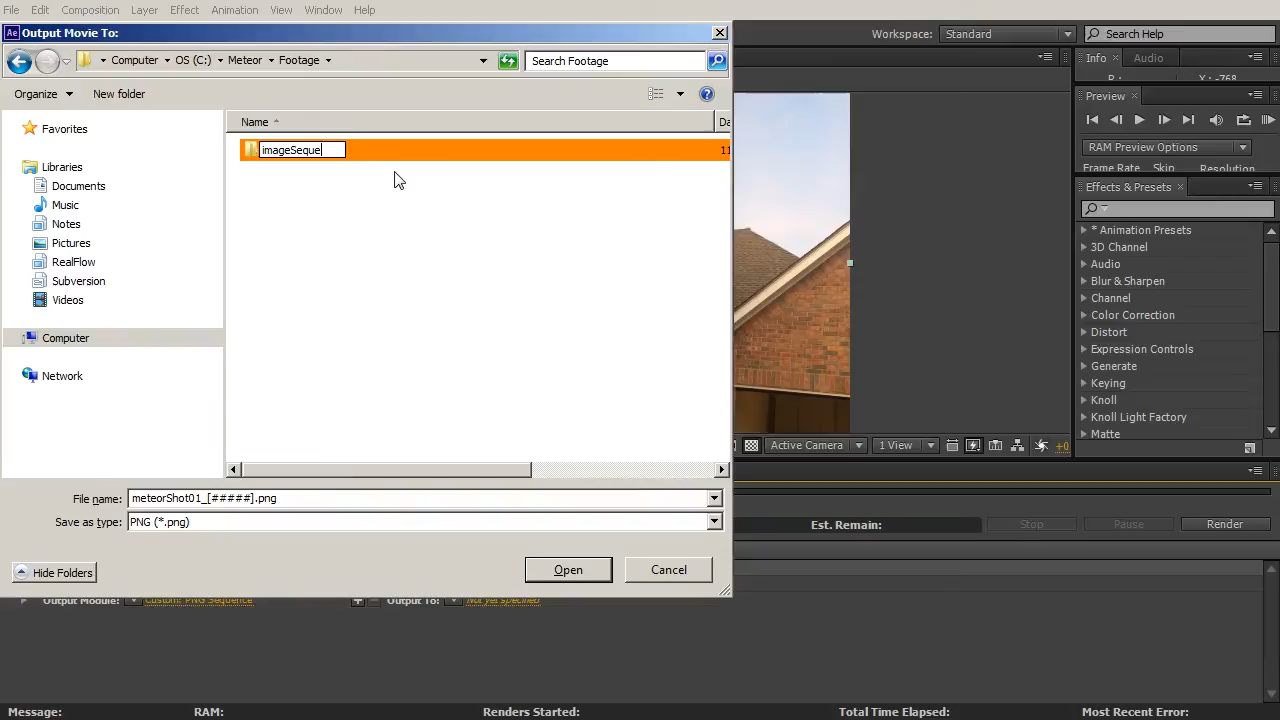 File Edit Composition Layer Effect Animation View Window Help
Ae Output Movie To:
Workspace: Standard Search Help
Computer OS (C:) Meteor Footage Search Footage
Info Audio
Organize New folder
Preview
Favorites
Name
Libraries
Documents
Music
Notes
Pictures
RealFlow
Subversion
Videos
Computer
Network
imageSeque
11
RAM Preview Options
Frame Rate Skip Resolution
Effects & Presets
* Animation Presets
3D Channel
Audio
Blur & Sharpen
Channel
Color Correction
Distort
Expression Controls
Generate
Keying
Knoll
Knoll Light Factory
Matte
Active Camera 1 View +0
File name: meteorShot01_[#####].png
Save as type: PNG (*.png)
Est. Remain: Stop Pause Render
Hide Folders Open Cancel
Output Module: Custom: PNG Sequence Output To: Not yet specified
Message: RAM: Renders Started: Total Time Elapsed: Most Recent Error: